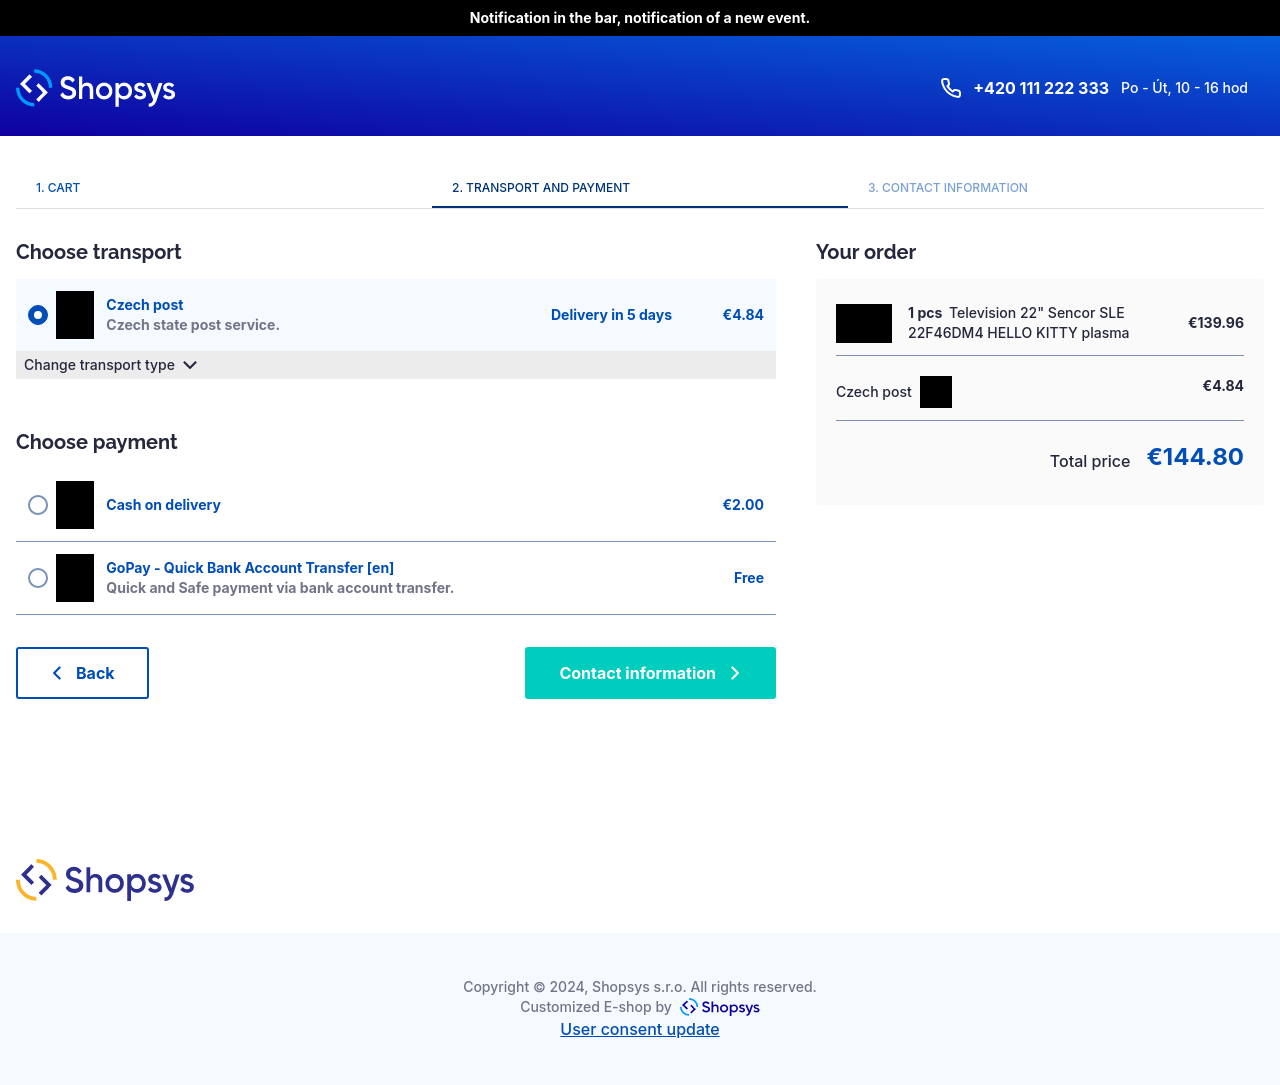 Notification in the bar, notification of a new event.
Shopsys
+420 111 222 333 Po - Út, 10 - 16 hod
1. CART
2. TRANSPORT AND PAYMENT
3. CONTACT INFORMATION
Choose transport
Czech post
Czech state post service.
Delivery in 5 days
€4.84
Change transport type
Choose payment
Cash on delivery
€2.00
GoPay - Quick Bank Account Transfer [en]
Quick and Safe payment via bank account transfer.
Free
Back
Contact information
Your order
1 pcs Television 22" Sencor SLE
22F46DM4 HELLO KITTY plasma
€139.96
Czech post
€4.84
Total price €144.80
Shopsys
Copyright © 2024, Shopsys s.r.o. All rights reserved.
Customized E-shop by Shopsys
User consent update